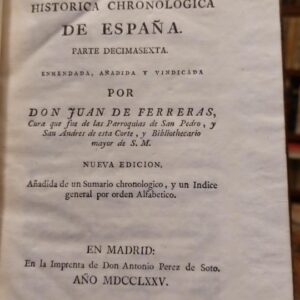 HISTORICA CHRONOLOGICA
DE ESPAÑA.
PARTE DECIMASEXTA.
ENMENDADA, AÑADIDA Y VINDICADA
POR
DON JUAN DE FERRERAS,
Cura que fue de las Parroquias de San Pedro, y
San Andres de esta Corte, y Bibliothecario
mayor de S. M.
NUEVA EDICION,
Añadida de un Sumario chronologico, y un Indice
general por orden Alfabetico.
EN MADRID:
En la Imprenta de Don Antonio Perez de Soto.
AÑO MDCCLXXV.